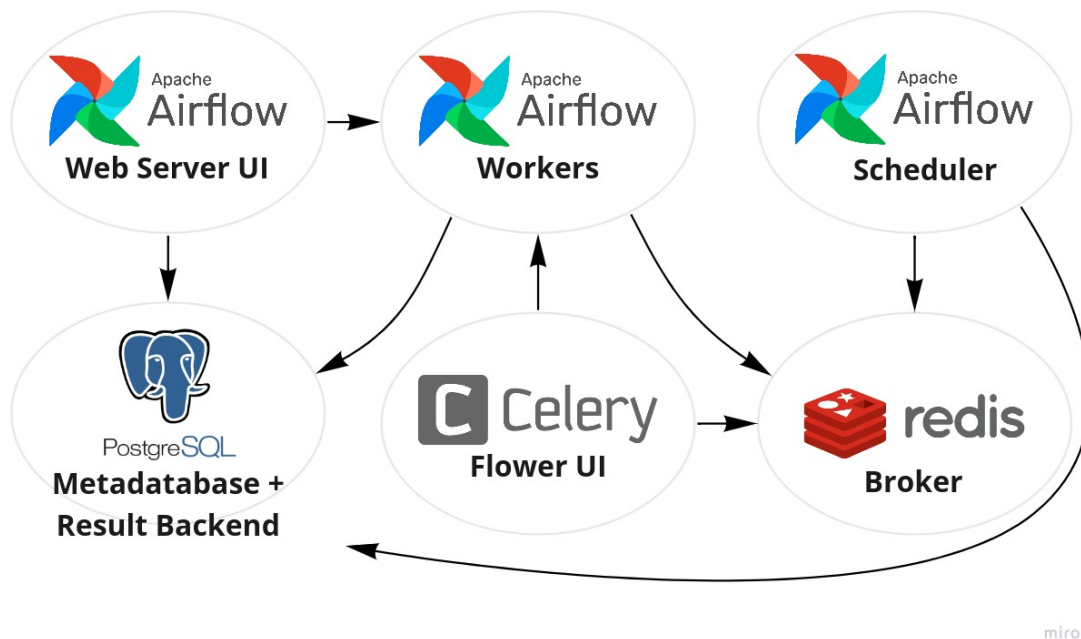 Apache
Airflow
Web Server UI
Apache
Airflow
Workers
Apache
Airflow
Scheduler
PostgreSQL
Metadatabase +
Result Backend
C Celery
Flower UI
redis
Broker
miro